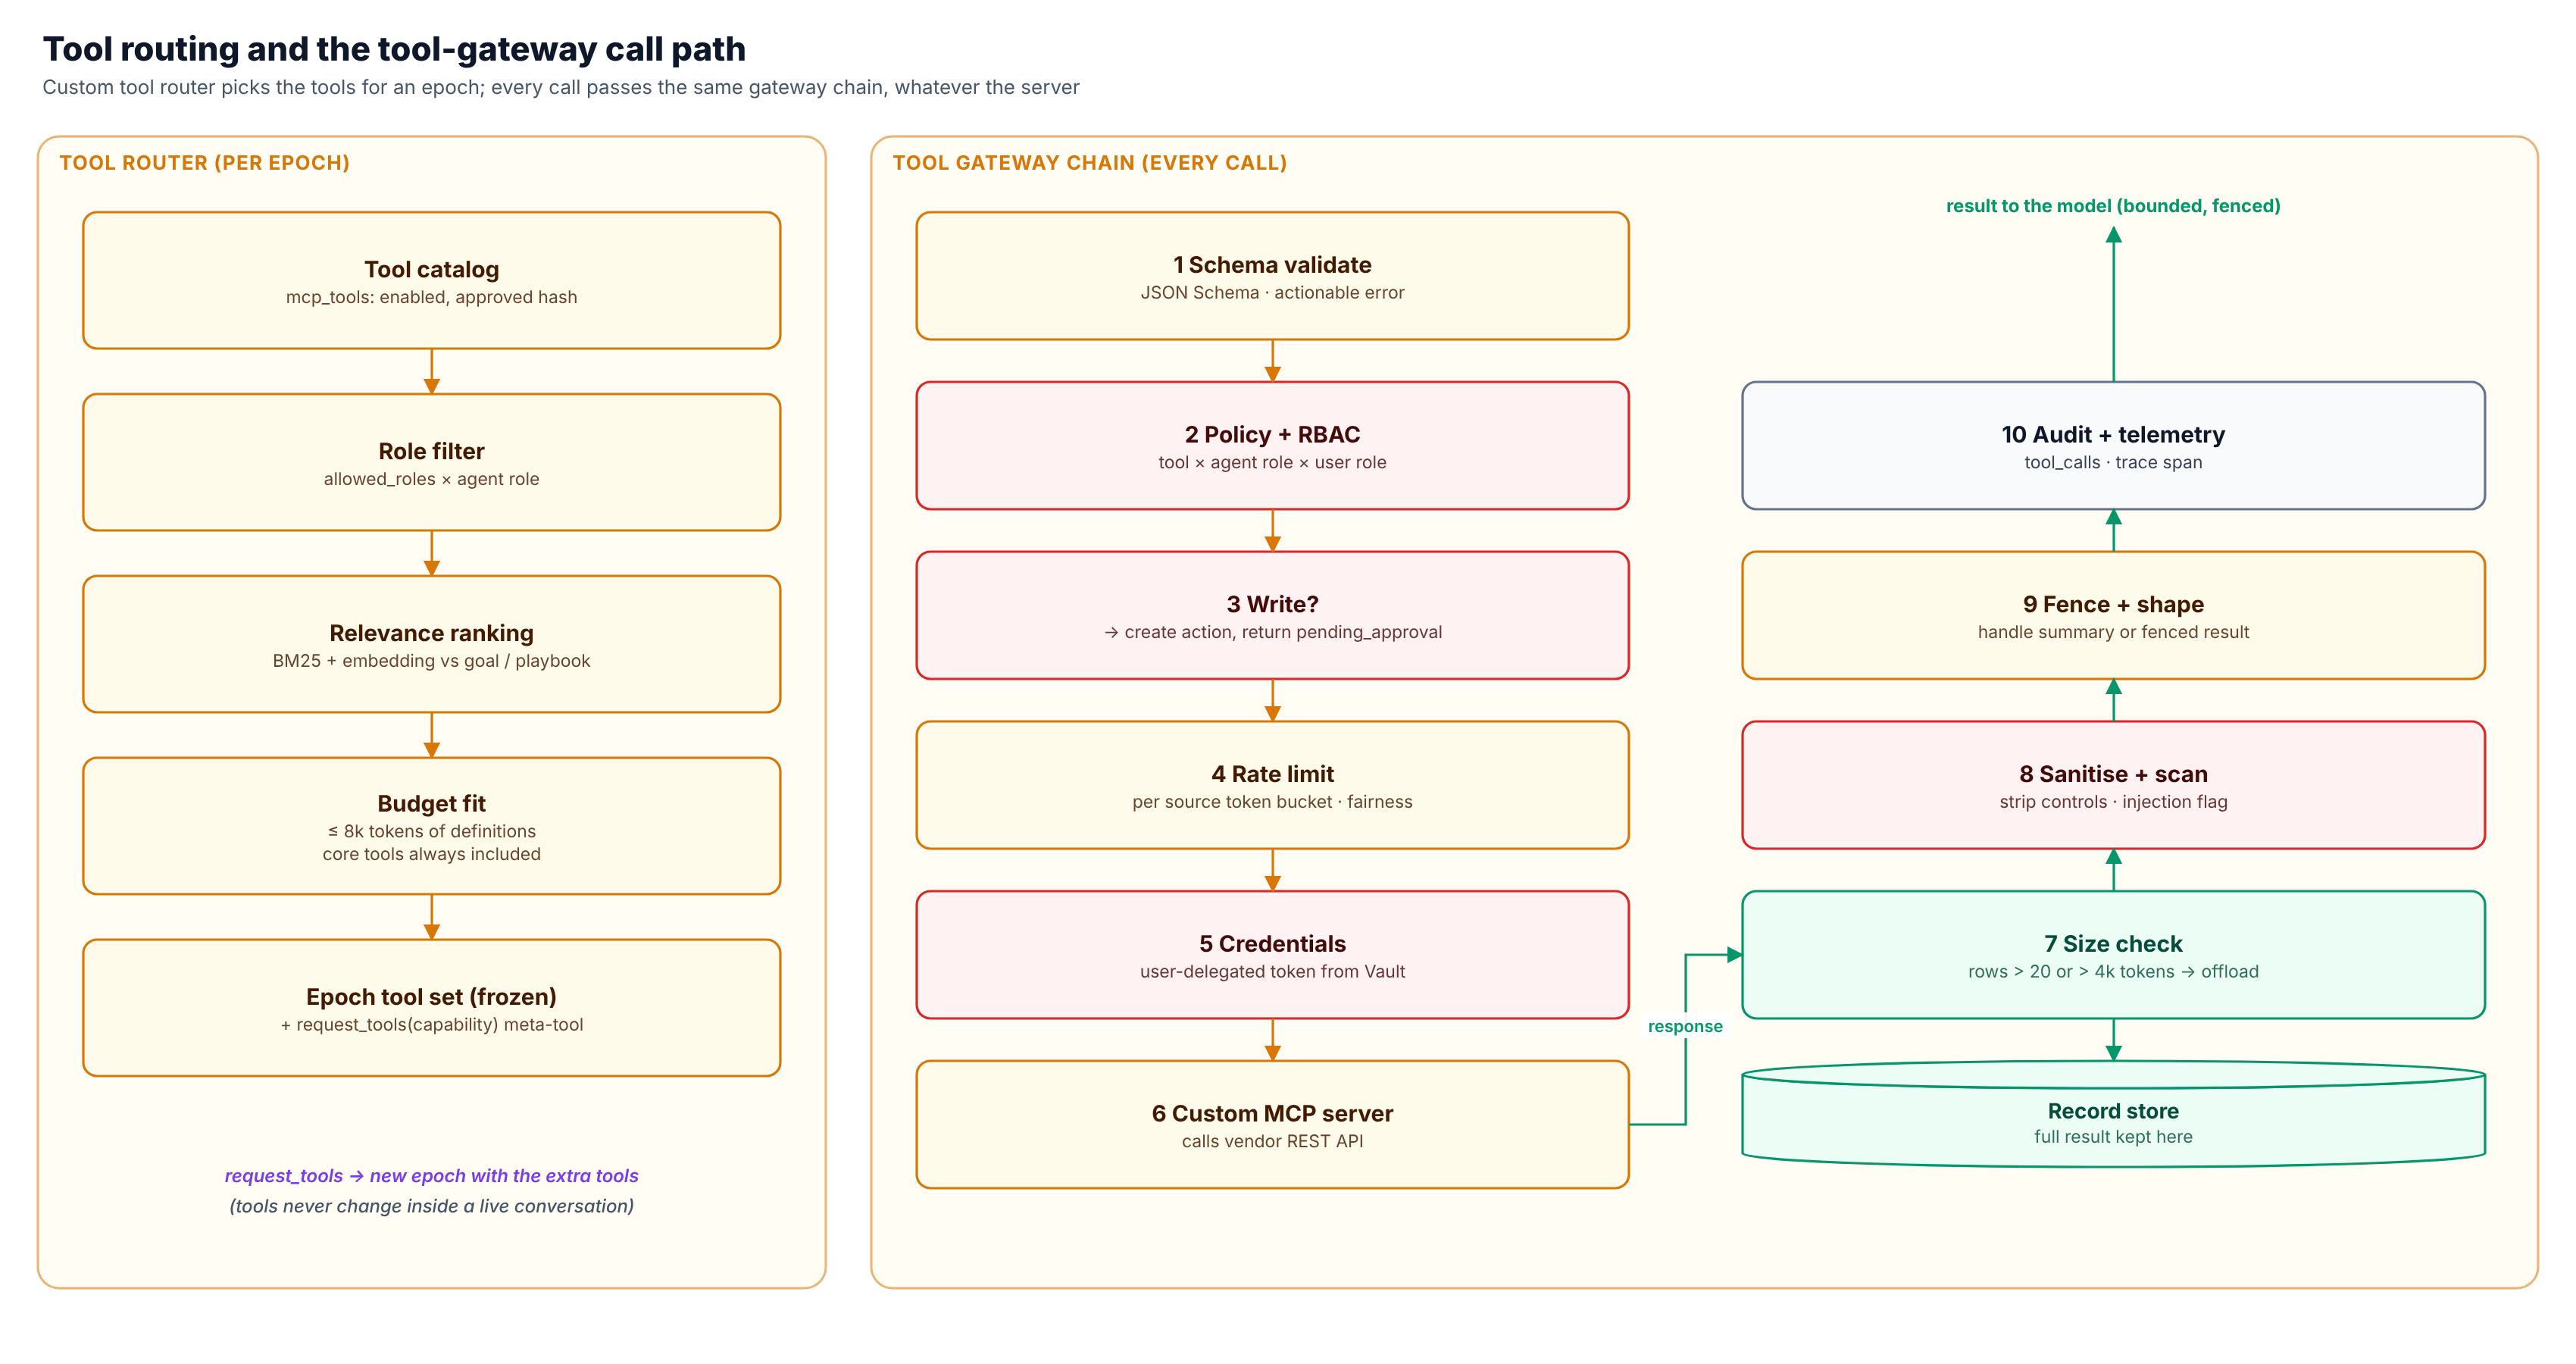 Tool routing and the tool-gateway call path
Custom tool router picks the tools for an epoch; every call passes the same gateway chain, whatever the server
TOOL ROUTER (PER EPOCH)
Tool catalog
mcp_tools: enabled, approved hash
Role filter
allowed_roles × agent role
Relevance ranking
BM25 + embedding vs goal / playbook
Budget fit
≤ 8k tokens of definitions
core tools always included
Epoch tool set (frozen)
+ request_tools(capability) meta-tool
request_tools → new epoch with the extra tools
(tools never change inside a live conversation)
TOOL GATEWAY CHAIN (EVERY CALL)
1 Schema validate
JSON Schema · actionable error
2 Policy + RBAC
tool × agent role × user role
3 Write?
→ create action, return pending_approval
4 Rate limit
per source token bucket · fairness
5 Credentials
user-delegated token from Vault
6 Custom MCP server
calls vendor REST API
response
result to the model (bounded, fenced)
10 Audit + telemetry
tool_calls · trace span
9 Fence + shape
handle summary or fenced result
8 Sanitise + scan
strip controls · injection flag
7 Size check
rows > 20 or > 4k tokens → offload
Record store
full result kept here